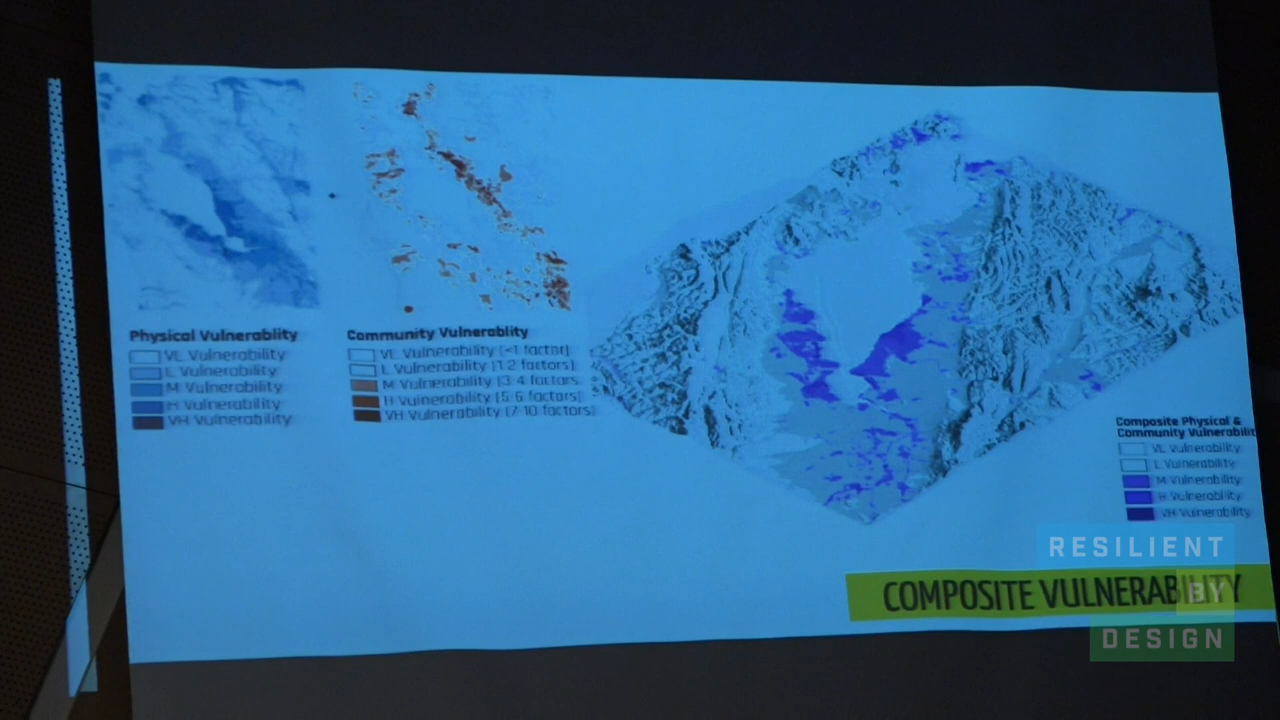 Physical Vulnerablity
VL Vulnerability
L Vulnerability
M Vulnerability
H Vulnerability
VH Vulnerability
Community Vulnerablity
VL Vulnerability (<1 factor)
L Vulnerability (1-2 factors)
M Vulnerability (3-4 factors
H Vulnerability (5-6 factors)
VH Vulnerability (7-10 factors)
Composite Physical &
Community Vulnerabilit
VL Vulnerability
L Vulnerability
M Vulnerability
H Vulnerability
VH Vulnerability
COMPOSITE VULNERABILITY
RESILIENT
BY
DESIGN